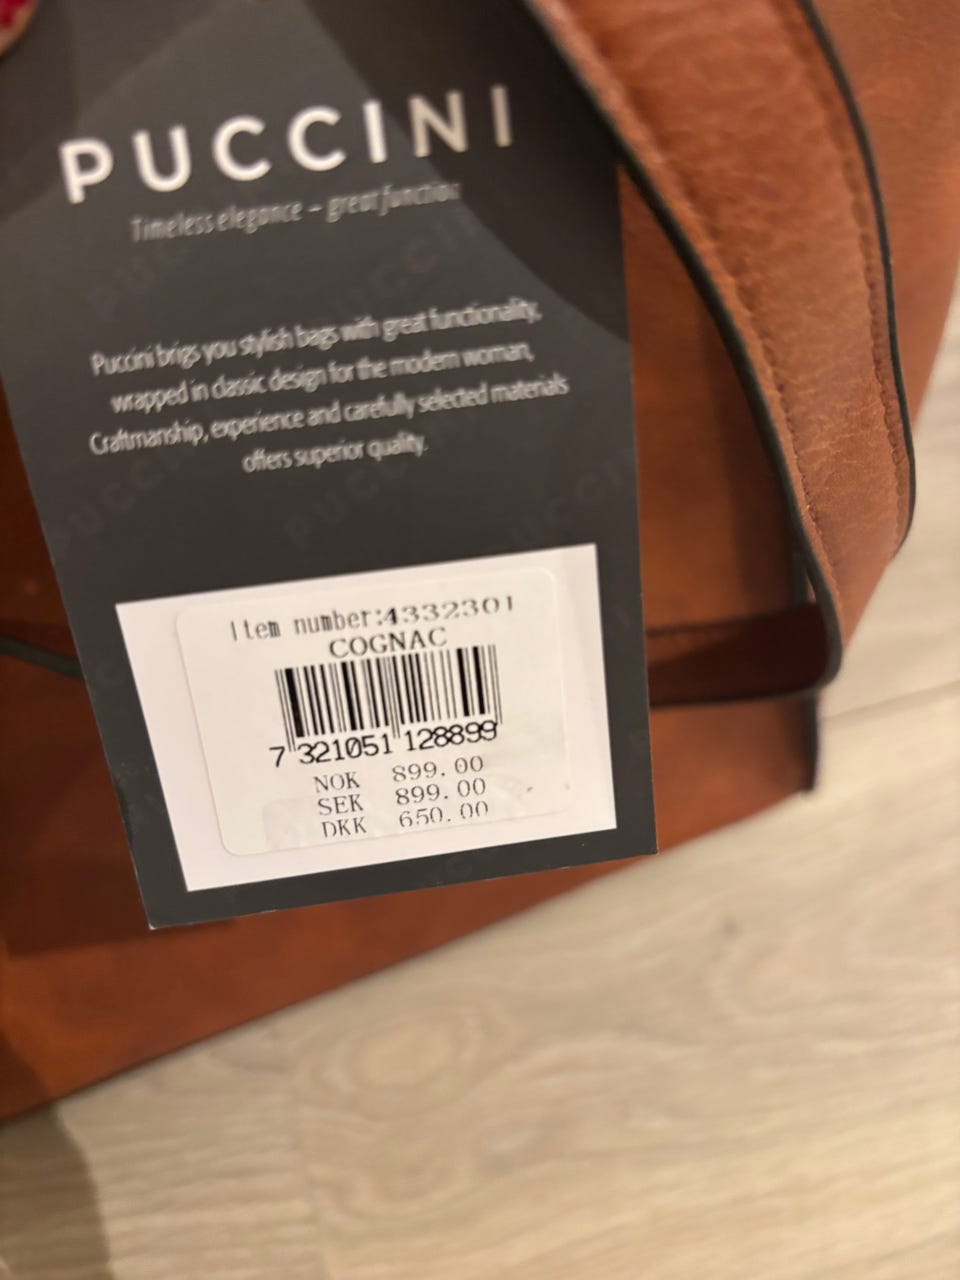 PUCCINI
Timeless elegance – great function
Puccini brigs you stylish bags with great functionality,
wrapped in classic design for the modern woman,
Craftmanship, experience and carefully selected materials
offers superior quality.
Item number:4332301
COGNAC
7 321051 128899
NOK 899.00
SEK 899.00
DKK 650.00